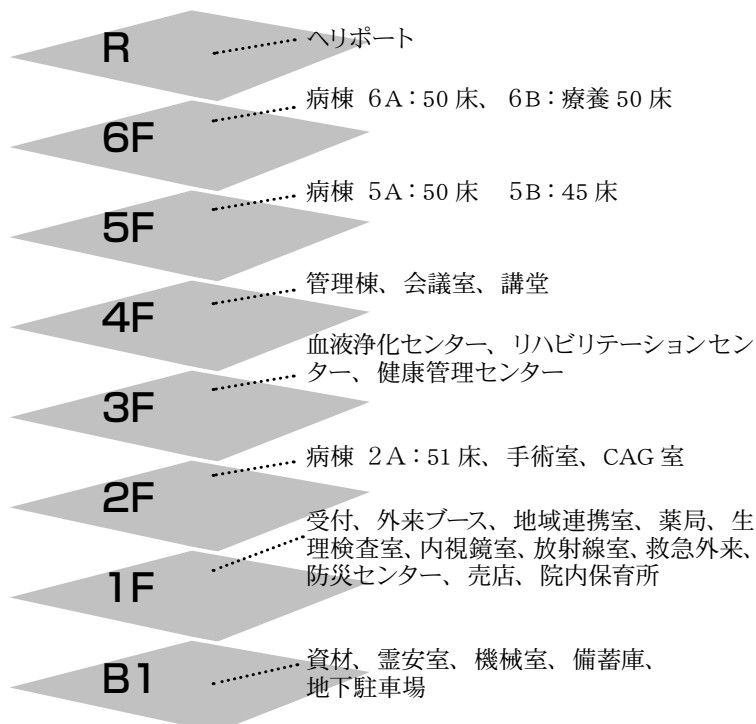 R
ヘリポート
病棟 6A：50 床、 6B：療養 50 床
6F
病棟 5A：50 床　5B：45 床
5F
管理棟、会議室、講堂
4F
血液浄化センター、リハビリテーションセン
ター、健康管理センター
3F
病棟 2A：51 床、手術室、CAG 室
2F
受付、外来ブース、地域連携室、薬局、生
理検査室、内視鏡室、放射線室、救急外来、
防災センター、売店、院内保育所
1F
資材、霊安室、機械室、備蓄庫、
地下駐車場
B1